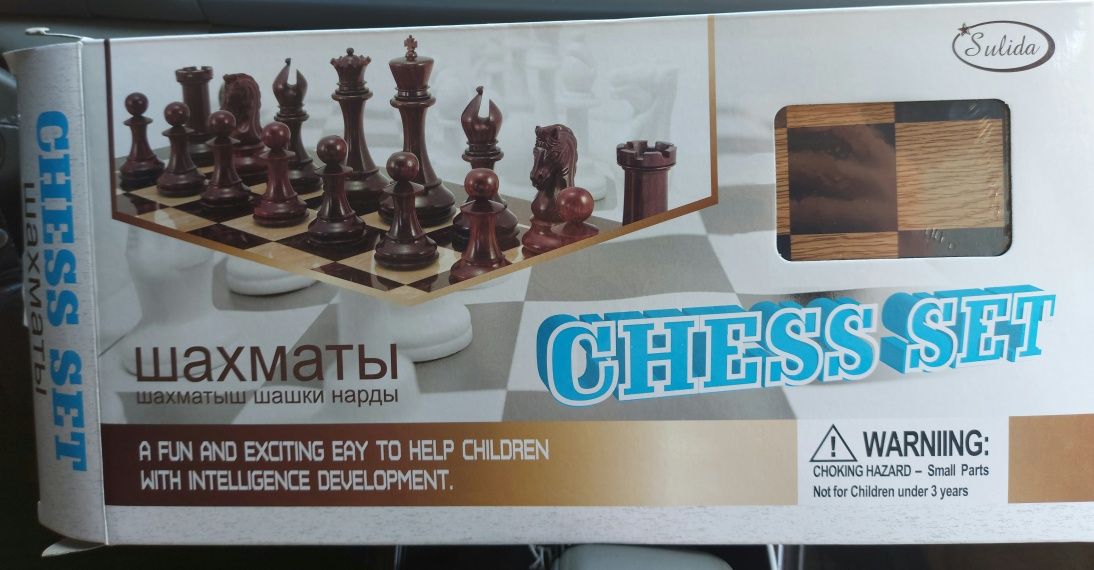 CHESS SET
шахматы
Sulida
CHESS SET
шахматы
шахматыш шашки нарды
A FUN AND EXCITING EAY TO HELP CHILDREN
WITH INTELLIGENCE DEVELOPMENT.
WARNIING:
CHOKING HAZARD – Small Parts
Not for Children under 3 years